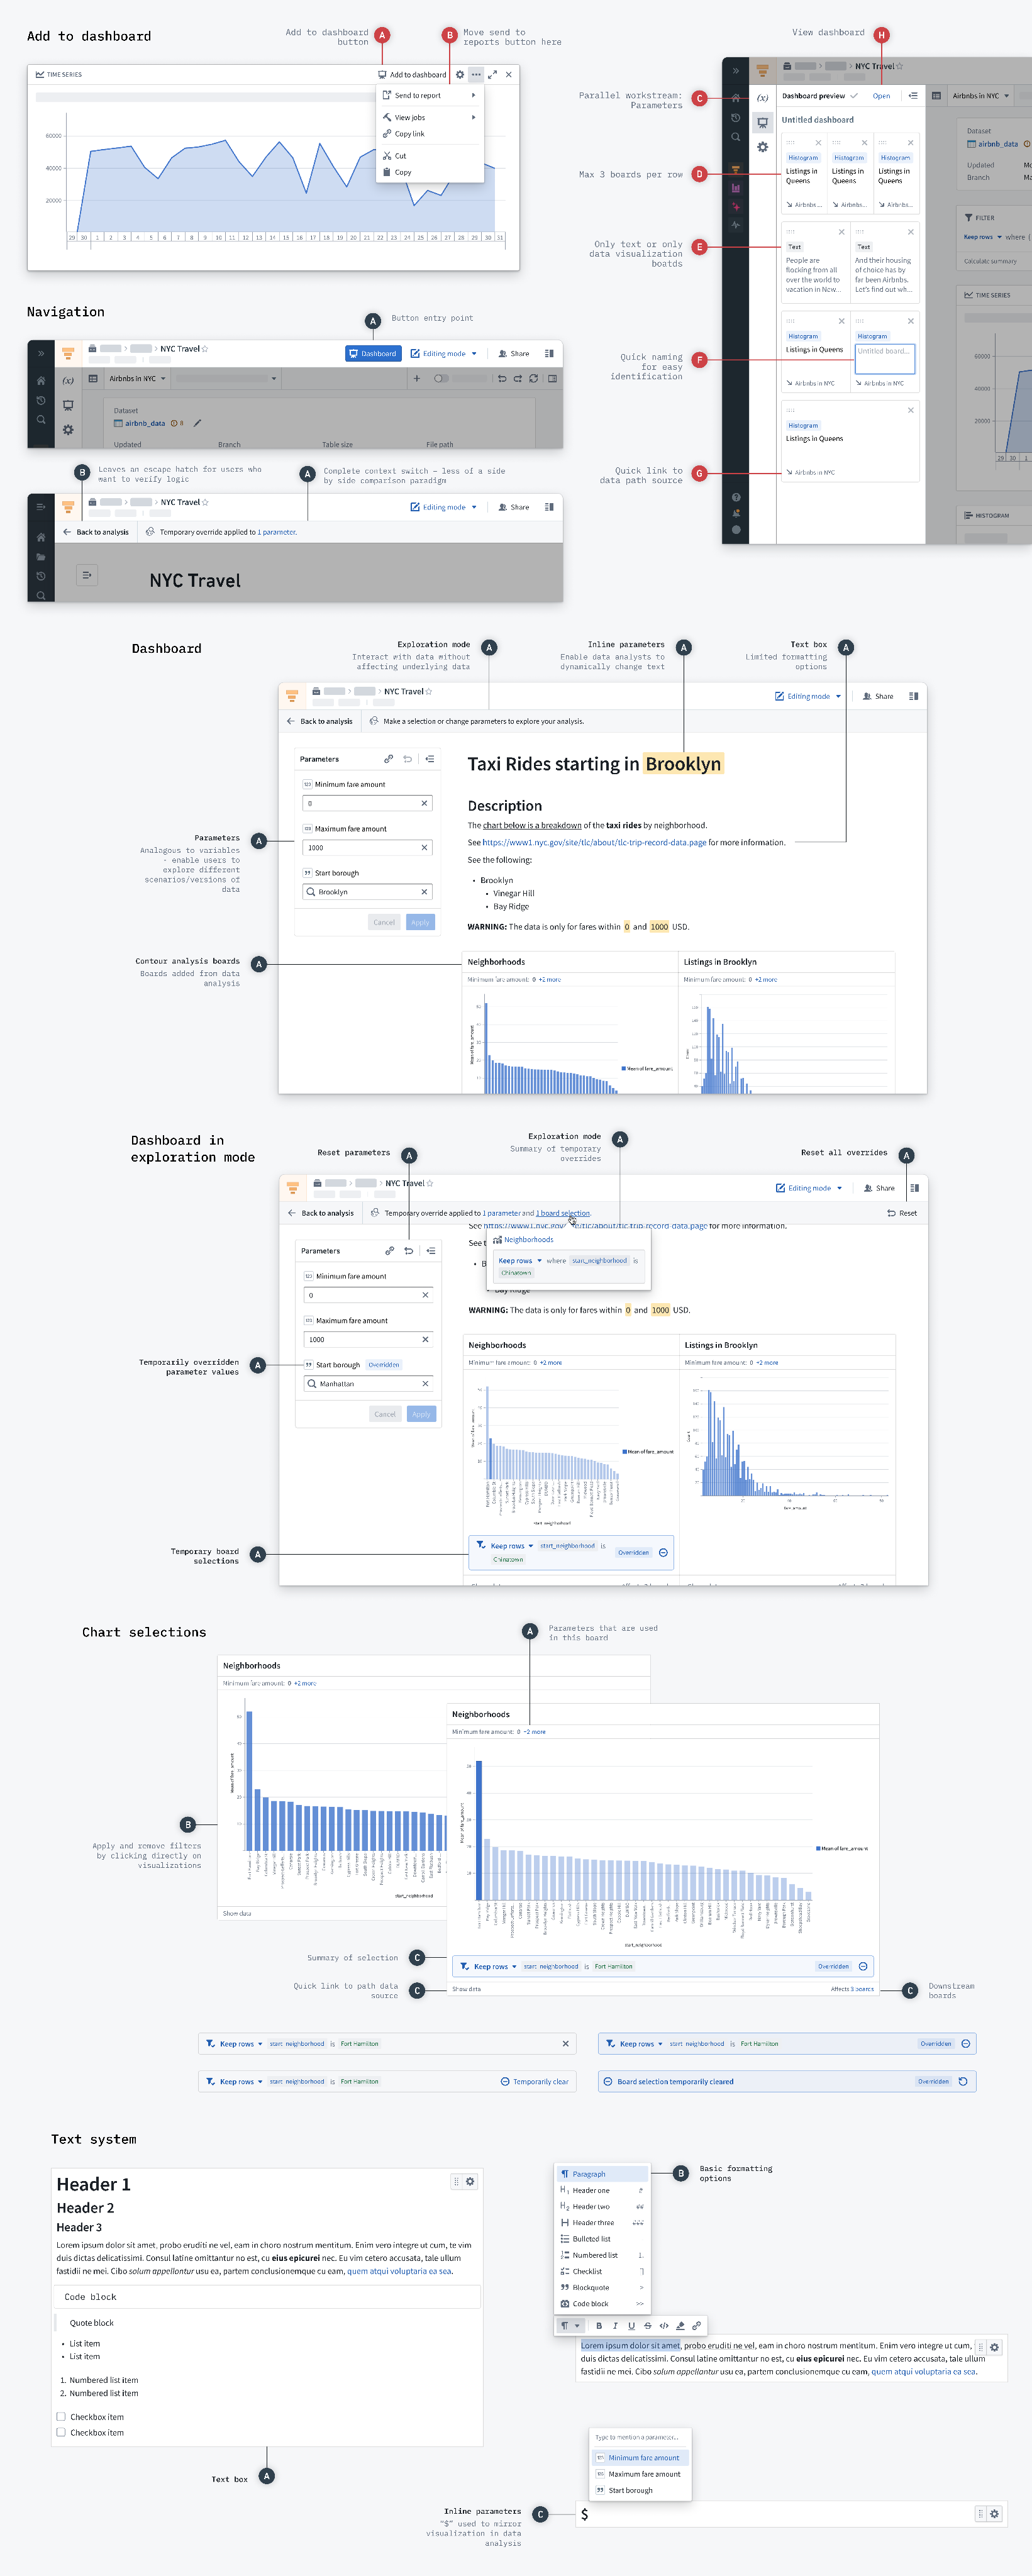 Add to dashboard
Add to dashboard
button
A
B
Move send to
reports button here
TIME SERIES
Add to dashboard
Send to report
View jobs
Copy link
Cut
Copy
60000
40000
20000
29 30 1 2 3 4 5 6 7 8 9 10 11 12 13 14 15 16 17 18 19 20 21 22 23 24 25 26 27 28 29 30 31
View dashboard
H
Parallel workstream:
Parameters
C
Max 3 boards per row
D
Only text or only
data visualization
boatds
E
Quick naming
for easy
identification
F
Quick link to
data path source
G
NYC Travel
(x)
Dashboard preview
Open
Untitled dashboard
Histogram
Listings in
Queens
Airbnbs ...
Histogram
Listings in
Queens
Airbnbs...
Histogram
Listings in
Queens
Airbnbs...
Text
People are
flocking from all
over the world to
vacation in New...
Text
And their housing
of choice has by
far been Airbnbs.
Let's find out wh...
Histogram
Listings in Queens
Airbnbs in NYC
Histogram
Untitled board...
Airbnbs in NYC
Histogram
Listings in Queens
Airbnbs in NYC
Airbnbs in NYC
Dataset
airbnb_data
Updated
Branch
FILTER
Keep rows
where
Calculate summary
TIME SERIES
60000
40000
20000
29 30 1
HISTOGRAM
Navigation
A
Button entry point
NYC Travel
Dashboard
Editing mode
Share
(x)
Airbnbs in NYC
Dataset
airbnb_data
8
Updated
Branch
Table size
File path
B
Leaves an escape hatch for users who
want to verify logic
A
Complete context switch – less of a side
by side comparison paradigm
NYC Travel
Editing mode
Share
Back to analysis
Temporary override applied to 1 parameter.
NYC Travel
Dashboard
Exploration mode
Interact with data without
affecting underlying data
A
Inline parameters
Enable data analysts to
dynamically change text
A
Text box
Limited formatting
options
A
NYC Travel
Editing mode
Share
Back to analysis
Make a selection or change parameters to explore your analysis.
Parameters
Minimum fare amount
0
Maximum fare amount
1000
Start borough
Brooklyn
Cancel
Apply
Parameters
Analogous to variables
- enable users to
explore different
scenarios/versions of
data
A
Contour analysis boards
Boards added from data
analysis
A
Taxi Rides starting in Brooklyn
Description
The chart below is a breakdown of the taxi rides by neighborhood.
See https://www1.nyc.gov/site/tlc/about/tlc-trip-record-data.page for more information.
See the following:
Brooklyn
Vinegar Hill
Bay Ridge
WARNING: The data is only for fares within 0 and 1000 USD.
Neighborhoods
Minimum fare amount: 0 +2 more
Mean of fare_amount
Mean of fare_amount
Listings in Brooklyn
Minimum fare amount: 0 +2 more
Dashboard in
exploration mode
Reset parameters
A
Exploration mode
Summary of temporary
overrides
A
Reset all overrides
A
NYC Travel
Editing mode
Share
Back to analysis
Temporary override applied to 1 parameter and 1 board selection.
Reset
Parameters
Minimum fare amount
0
Maximum fare amount
1000
Start borough
Overridden
Manhattan
Cancel
Apply
Temporarily overridden
parameter values
A
Temporary board
selections
A
Neighborhoods
Keep rows where start_neighborhood is
Chinatown
for more information.
WARNING: The data is only for fares within 0 and 1000 USD.
Neighborhoods
Minimum fare amount: 0 +2 more
Mean of fare_amount
start_neighborhood
Keep rows start_neighborhood is
Chinatown
Overridden
Listings in Brooklyn
Minimum fare amount: 0 +2 more
Chart selections
A
Parameters that are used
in this board
Neighborhoods
Minimum fare amount: 0 +2 more
Mean of fare_amount
start_neighborhood
Show data
B
Apply and remove filters
by clicking directly on
visualizations
Neighborhoods
Minimum fare amount: 0 +2 more
Mean of fare_amount
Mean of fare_amount
start_neighborhood
Keep rows start neighborhood is Fort Hamilton
Overridden
Show data
Affects 3 boards
Summary of selection
C
Quick link to path data
source
C
C
Downstream
boards
Keep rows start neighborhood is Fort Hamilton
Keep rows start neighborhood is Fort Hamilton Overridden
Keep rows start neighborhood is Fort Hamilton Temporarily clear
Board selection temporarily cleared Overridden
Text system
Header 1
Header 2
Header 3
Lorem ipsum dolor sit amet, probo eruditi ne vel, eam in choro nostrum mentitum. Enim vero integre ut cum, te vim
duis dictas delicatissimi. Consul latine omittantur no est, cu eius epicurei nec. Eu vim cetero accusata, tale ullum
fastidii ne mei. Cibo solum appellantur usu ea, partem conclusionemque cu eam, quem atqui voluptaria ea sea.
Code block
Quote block
List item
List item
1. Numbered list item
2. Numbered list item
Checkbox item
Checkbox item
Text box
A
Paragraph
H1 Header one #
H2 Header two ##
H Header three ###
Bulleted list
Numbered list 1.
Checklist
Blockquote >
Code block >>
B
Basic formatting
options
B I U S </>
Lorem ipsum dolor sit amet, probo eruditi ne vel, eam in choro nostrum mentitum. Enim vero integre ut cum,
duis dictas delicatissimi. Consul latine omittantur no est, cu eius epicurei nec. Eu vim cetero accusata, tale ullum
fastidii ne mei. Cibo solum appellantur usu ea, partem conclusionemque cu eam, quem atqui voluptaria ea sea.
Type to mention a parameter...
Minimum fare amount
Maximum fare amount
Start borough
$
Inline parameters
"$" used to mirror
visualization in data
analysis
C